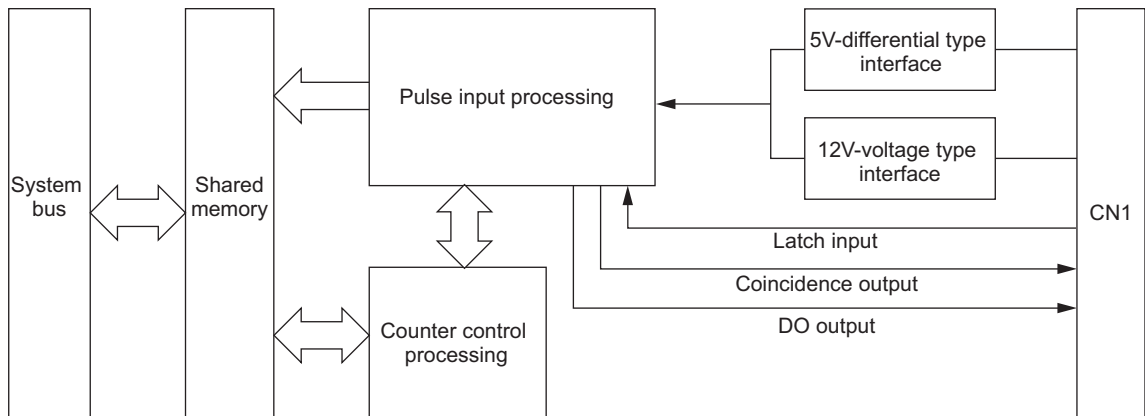 System
bus
Shared
memory
Pulse input processing
Counter control
processing
5V-differential type
interface
12V-voltage type
interface
Latch input
Coincidence output
DO output
CN1